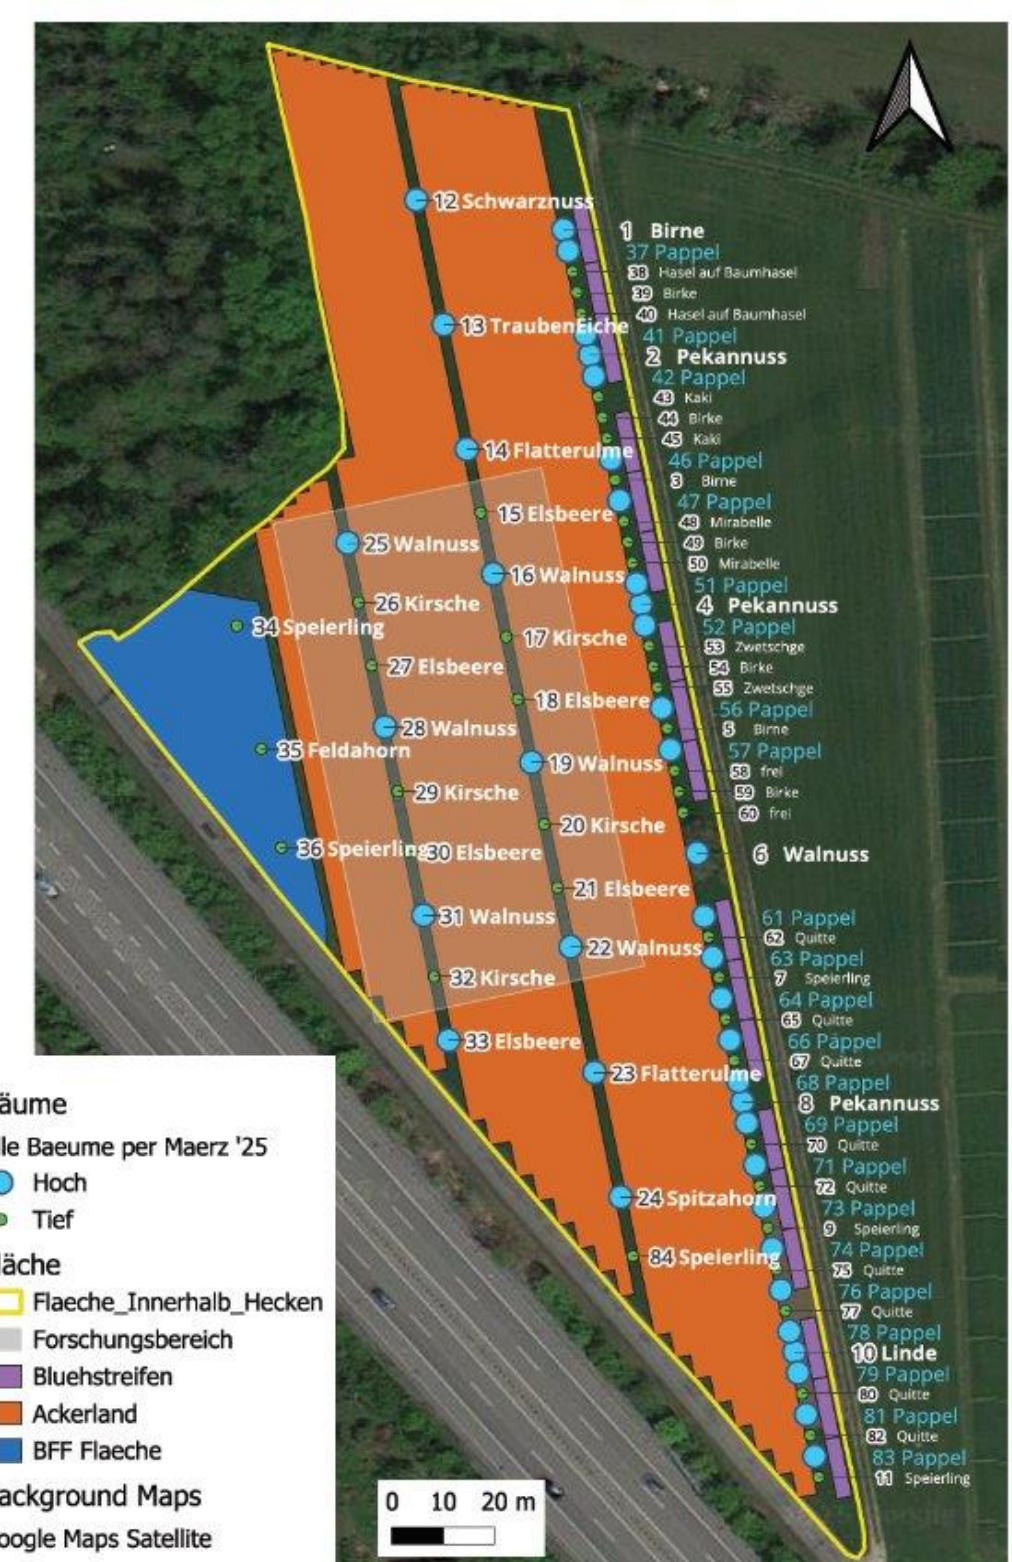 12 Schwarznuss
1 Birne
37 Pappel
38 Hasel auf Baumhasel
39 Birke
40 Hasel auf Baumhasel
13 TraubenEiche
41 Pappel
2 Pekannuss
42 Pappel
43 Kaki
44 Birke
45 Kaki
14 Flatterulme
46 Pappel
3 Birne
47 Pappel
15 Elsbeere
48 Mirabelle
49 Birke
25 Walnuss
50 Mirabelle
16 Walnuss
51 Pappel
26 Kirsche
4 Pekannuss
34 Speierling
52 Pappel
17 Kirsche
53 Zwetschge
27 Elsbeere
54 Birke
55 Zwetschge
18 Elsbeere
56 Pappel
28 Walnuss
5 Birne
35 Feldahorn
57 Pappel
19 Walnuss
58 frei
29 Kirsche
59 Birke
60 frei
20 Kirsche
36 Speierling
30 Elsbeere
6 Walnuss
21 Elsbeere
31 Walnuss
61 Pappel
62 Quitte
22 Walnuss
63 Pappel
32 Kirsche
7 Speierling
64 Pappel
65 Quitte
33 Elsbeere
66 Pappel
67 Quitte
23 Flatterulme
68 Pappel
8 Pekannuss
69 Pappel
70 Quitte
71 Pappel
72 Quitte
24 Spitzahorn
73 Pappel
9 Speierling
74 Pappel
84 Speierling
75 Quitte
76 Pappel
77 Quitte
78 Pappel
10 Linde
79 Pappel
80 Quitte
81 Pappel
82 Quitte
83 Pappel
11 Speierling
äume
lle Baeume per Maerz '25
Hoch
Tief
läche
Flaeche_Innerhalb_Hecken
Forschungsbereich
Bluehstreifen
Ackerland
BFF Flaeche
ackground Maps
oogle Maps Satellite
0 10 20 m